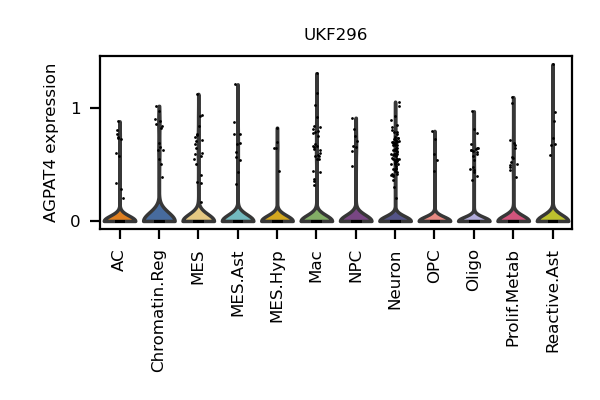 UKF296
AGPAT4 expression
1
0
AC
Chromatin.Reg
MES
MES.Ast
MES.Hyp
Mac
NPC
Neuron
OPC
Oligo
Prolif.Metab
Reactive.Ast